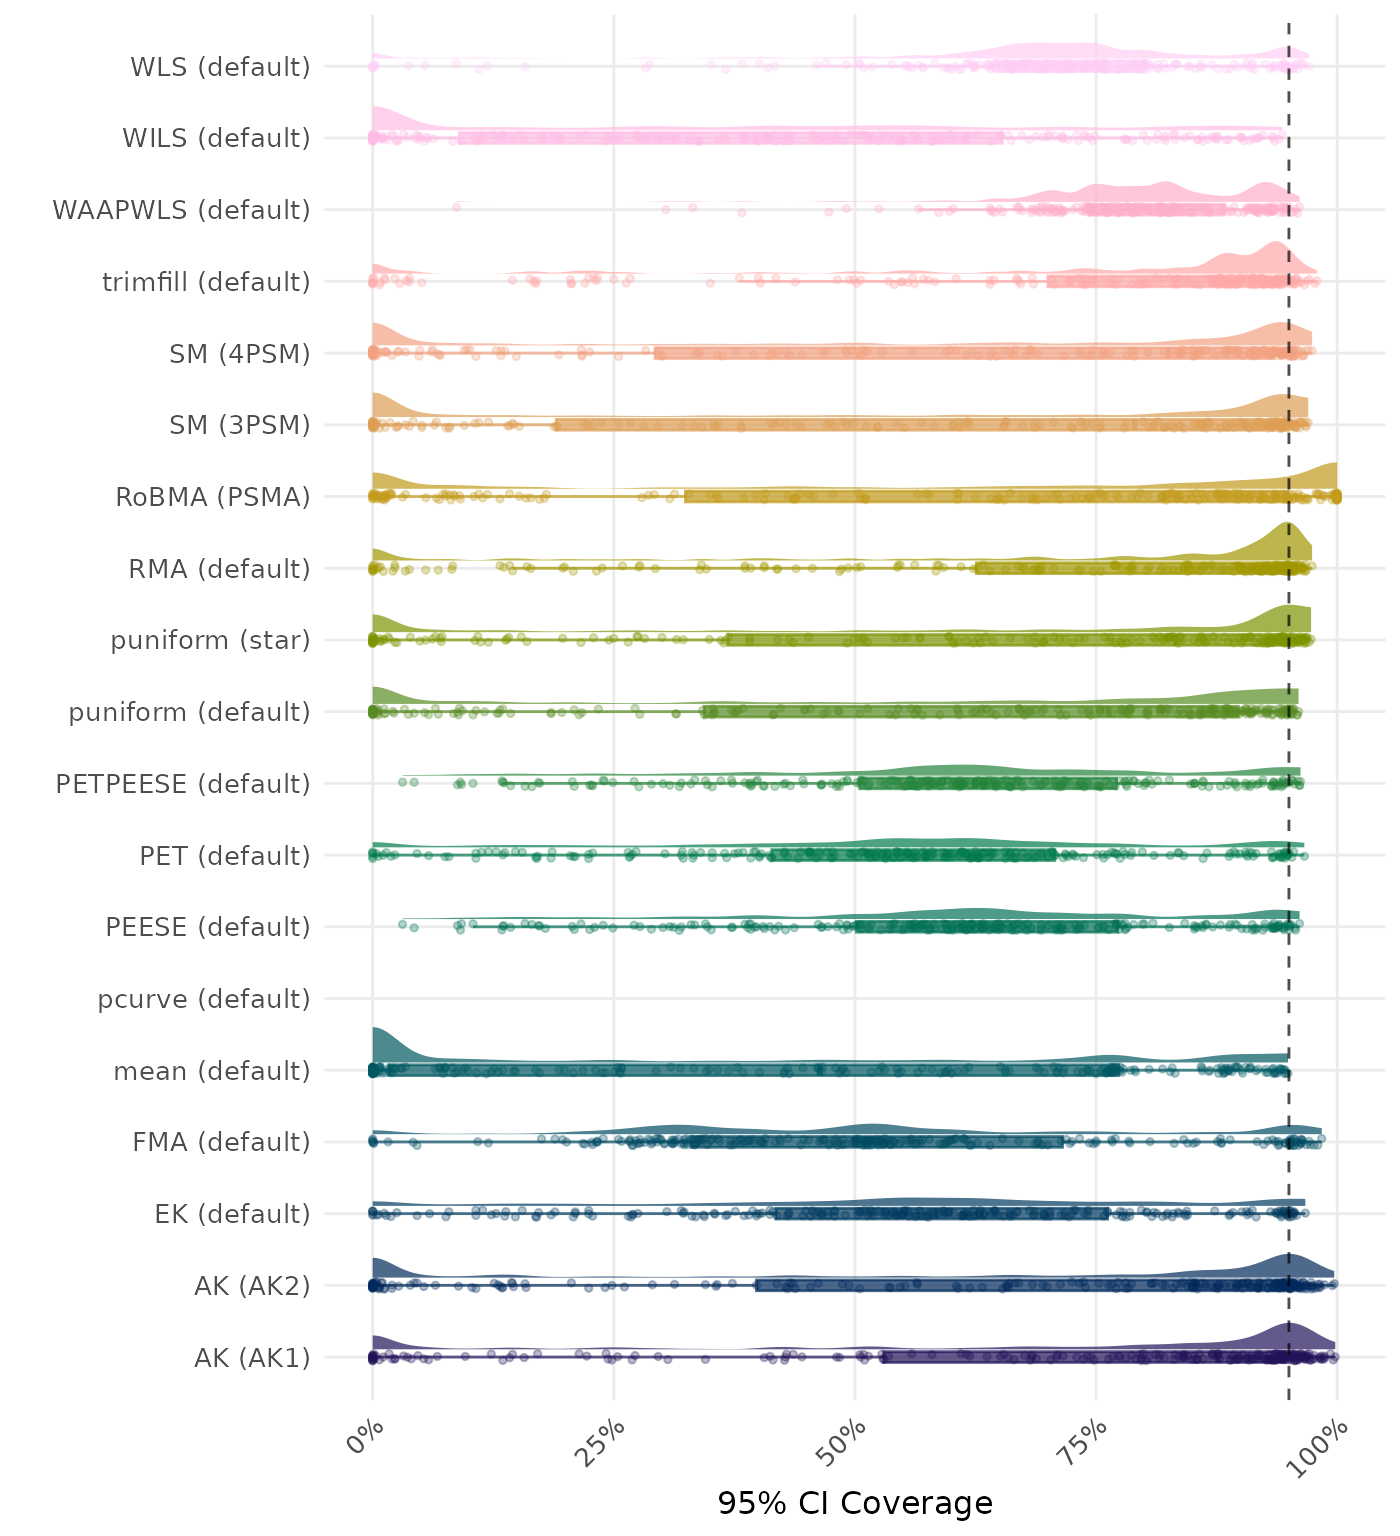 WLS (default)
WILS (default)
WAAPWLS (default)
trimfill (default)
SM (4PSM)
SM (3PSM)
RoBMA (PSMA)
RMA (default)
puniform (star)
puniform (default)
PETPEESE (default)
PET (default)
PEESE (default)
pcurve (default)
mean (default)
FMA (default)
EK (default)
AK (AK2)
AK (AK1)
0% 25% 50% 75% 100%
95% CI Coverage